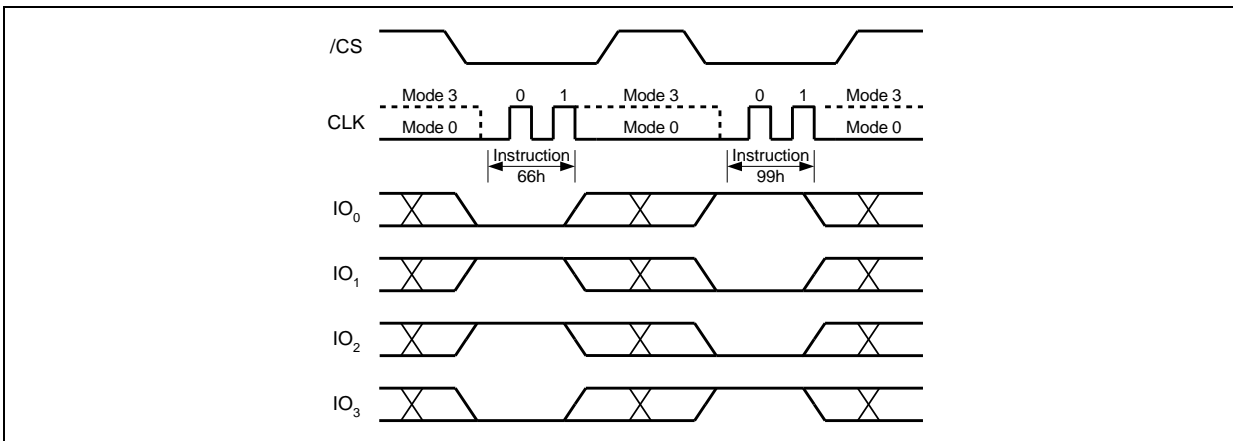 /CS
Mode 3 0 1 Mode 3 0 1 Mode 3
CLK
Mode 0 Mode 0 Mode 0
Instruction Instruction
66h 99h
IO0
IO1
IO2
IO3